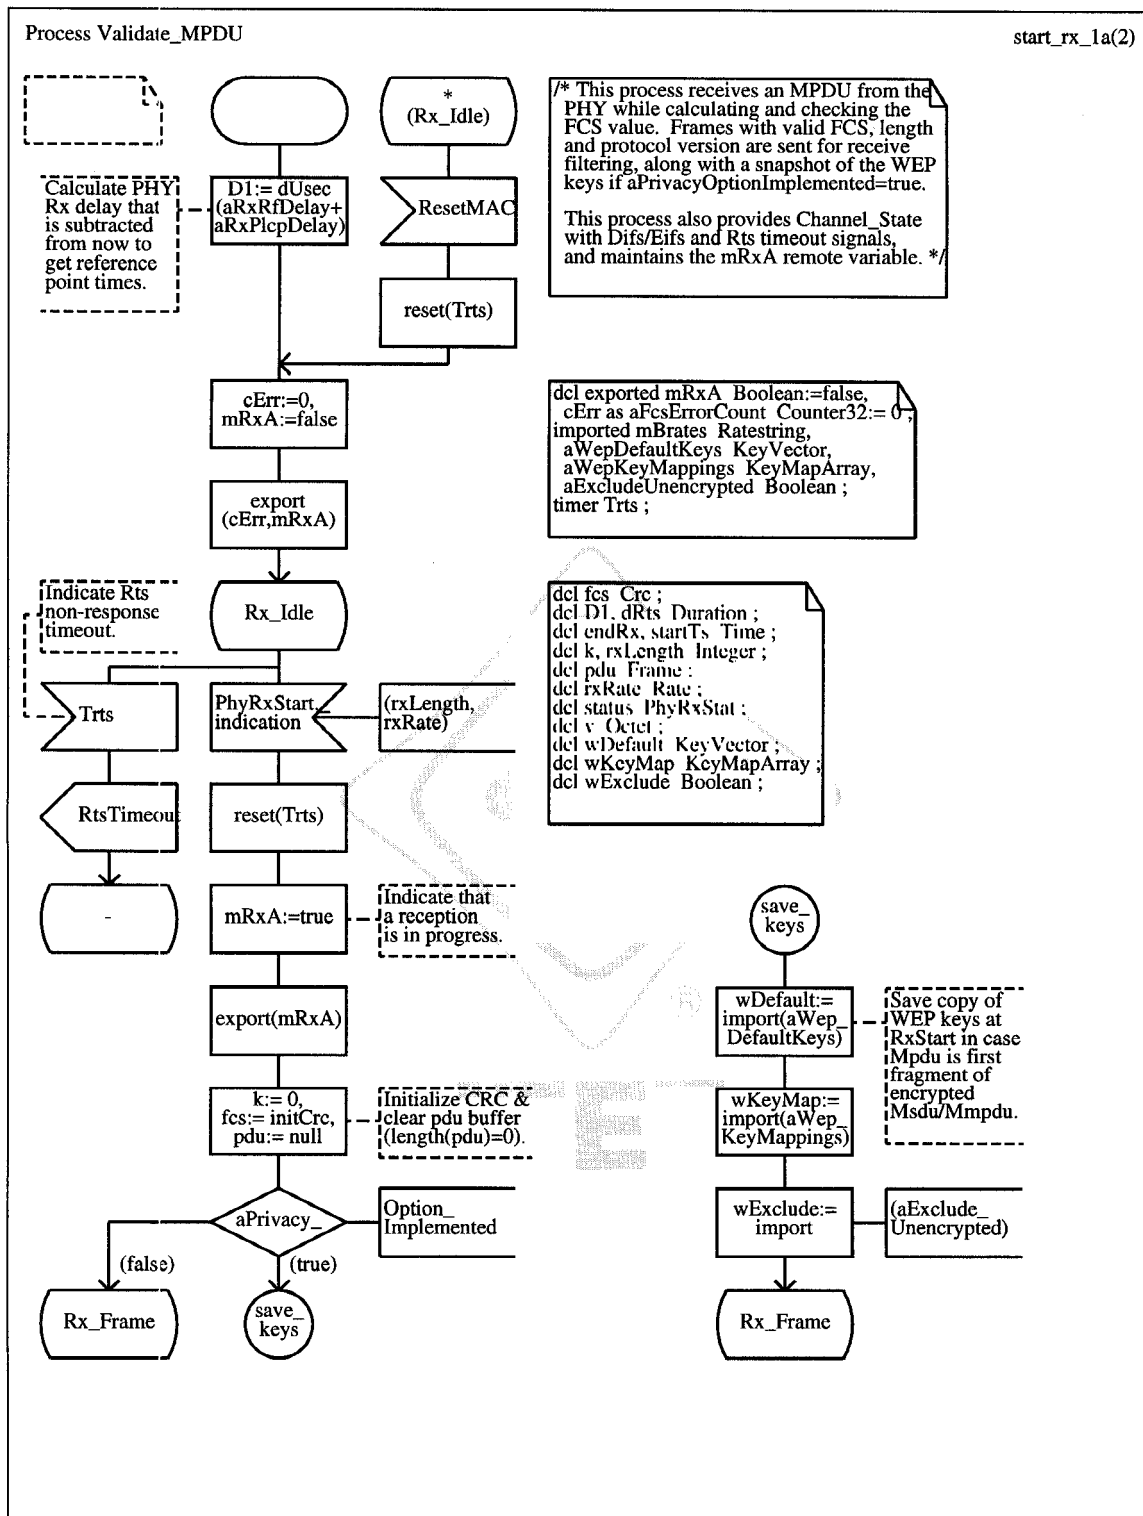 Process Validate_MPDU
start_rx_1a(2)
*
(Rx_Idle)
/* This process receives an MPDU from the
PHY while calculating and checking the
FCS value. Frames with valid FCS, length
and protocol version are sent for receive
filtering, along with a snapshot of the WEP
keys if aPrivacyOptionImplemented=true.
This process also provides Channel_State
with Difs/Eifs and Rts timeout signals,
and maintains the mRxA remote variable. */
Calculate PHY
Rx delay that
is subtracted
from now to
get reference
point times.
D1:= dUsec
(aRxRfDelay+
aRxPlcpDelay)
ResetMAC
reset(Trts)
cErr:=0,
mRxA:=false
export
(cErr,mRxA)
dcl exported mRxA Boolean:=false,
cErr as aFcsErrorCount Counter32:= 0 ;
imported mBrates Ratestring,
aWepDefaultKeys KeyVector,
aWepKeyMappings KeyMapArray,
aExcludeUnencrypted Boolean ;
timer Trts ;
Indicate Rts
non-response
timeout.
Rx_Idle
dcl fcs Crc ;
dcl D1, dRts Duration ;
dcl endRx, startTs Time ;
dcl k, rxLength Integer ;
dcl pdu Frame ;
dcl rxRate Rate ;
dcl status PhyRxStat ;
dcl v Octet ;
dcl wDefault KeyVector ;
dcl wKeyMap KeyMapArray ;
dcl wExclude Boolean ;
Trts
PhyRxStart_
indication
(rxLength,
rxRate)
RtsTimeout
reset(Trts)
-
mRxA:=true
Indicate that
a reception
is in progress.
export(mRxA)
k:= 0,
fcs:= initCrc,
pdu:= null
Initialize CRC &
clear pdu buffer
(length(pdu)=0).
aPrivacy_
Option_
Implemented
(false)
(true)
Rx_Frame
save_
keys
save_
keys
wDefault:=
import(aWep_
DefaultKeys)
Save copy of
WEP keys at
RxStart in case
Mpdu is first
fragment of
encrypted
Msdu/Mmpdu.
wKeyMap:=
import(aWep_
KeyMappings)
wExclude:=
import
(aExclude_
Unencrypted)
Rx_Frame